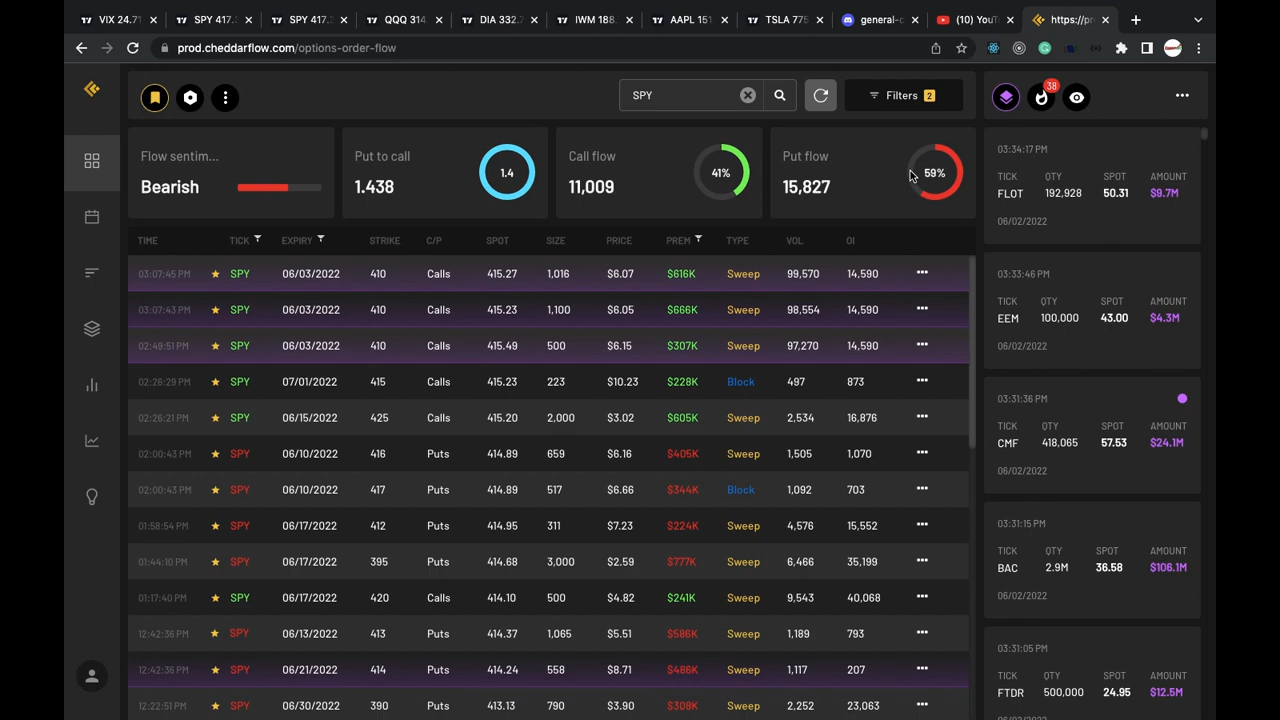 VIX 24.71 SPY 417.3 SPY 417.3 QQQ 314. DIA 332.7 IWM 188. AAPL 151 TSLA 775 general-c (10) YouT https://pr
prod.cheddarflow.com/options-order-flow
SPY Filters 2 38
Flow sentim... Put to call Call flow Put flow
Bearish 1.438 1.4 11,009 41% 15,827 59%
TIME TICK EXPIRY STRIKE C/P SPOT SIZE PRICE PREM TYPE VOL OI
03:07:45 PM SPY 06/03/2022 410 Calls 415.27 1,016 $6.07 $616K Sweep 99,570 14,590
03:07:43 PM SPY 06/03/2022 410 Calls 415.23 1,100 $6.05 $666K Sweep 98,554 14,590
02:49:51 PM SPY 06/03/2022 410 Calls 415.49 500 $6.15 $307K Sweep 97,270 14,590
02:26:29 PM SPY 07/01/2022 415 Calls 415.23 223 $10.23 $228K Block 497 873
02:26:21 PM SPY 06/15/2022 425 Calls 415.20 2,000 $3.02 $605K Sweep 2,534 16,876
02:00:43 PM SPY 06/10/2022 416 Puts 414.89 659 $6.16 $405K Sweep 1,505 1,070
02:00:43 PM SPY 06/10/2022 417 Puts 414.89 517 $6.66 $344K Block 1,092 703
01:58:54 PM SPY 06/17/2022 412 Puts 414.95 311 $7.23 $224K Sweep 4,576 15,552
01:44:10 PM SPY 06/17/2022 395 Puts 414.68 3,000 $2.59 $777K Sweep 6,466 35,199
01:17:40 PM SPY 06/17/2022 420 Calls 414.10 500 $4.82 $241K Sweep 9,543 40,068
12:42:36 PM SPY 06/13/2022 413 Puts 414.37 1,065 $5.51 $586K Sweep 1,189 793
12:42:36 PM SPY 06/21/2022 414 Puts 414.24 558 $8.71 $486K Sweep 1,117 207
12:22:51 PM SPY 06/30/2022 390 Puts 413.13 790 $3.90 $308K Sweep 2,252 23,063
03:34:17 PM
TICK QTY SPOT AMOUNT
FLOT 192,928 50.31 $9.7M
06/02/2022
03:33:46 PM
TICK QTY SPOT AMOUNT
EEM 100,000 43.00 $4.3M
06/02/2022
03:31:36 PM
TICK QTY SPOT AMOUNT
CMF 418,065 57.53 $24.1M
06/02/2022
03:31:15 PM
TICK QTY SPOT AMOUNT
BAC 2.9M 36.58 $106.1M
06/02/2022
03:31:05 PM
TICK QTY SPOT AMOUNT
FTDR 500,000 24.95 $12.5M